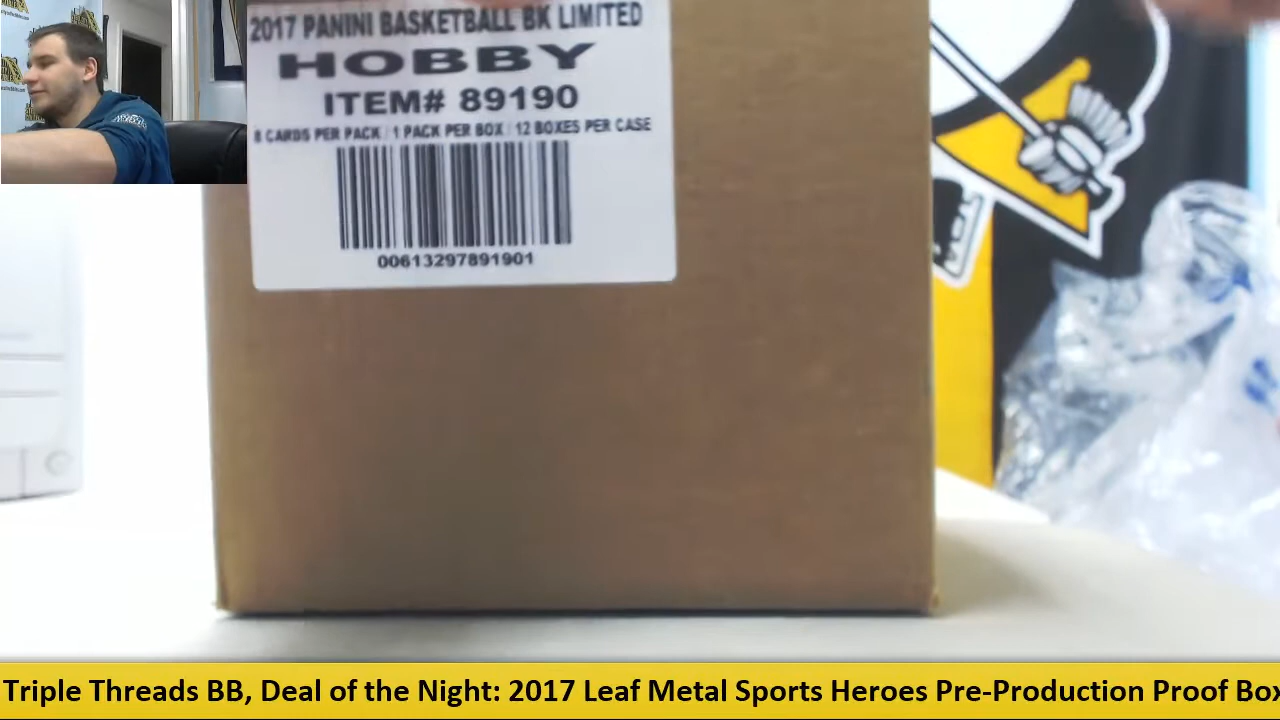 2017 PANINI BASKETBALL BK LIMITED
HOBBY
ITEM# 89190
8 CARDS PER PACK / 1 PACK PER BOX / 12 BOXES PER CASE
00613297891901
Triple Threads BB, Deal of the Night: 2017 Leaf Metal Sports Heroes Pre-Production Proof Box